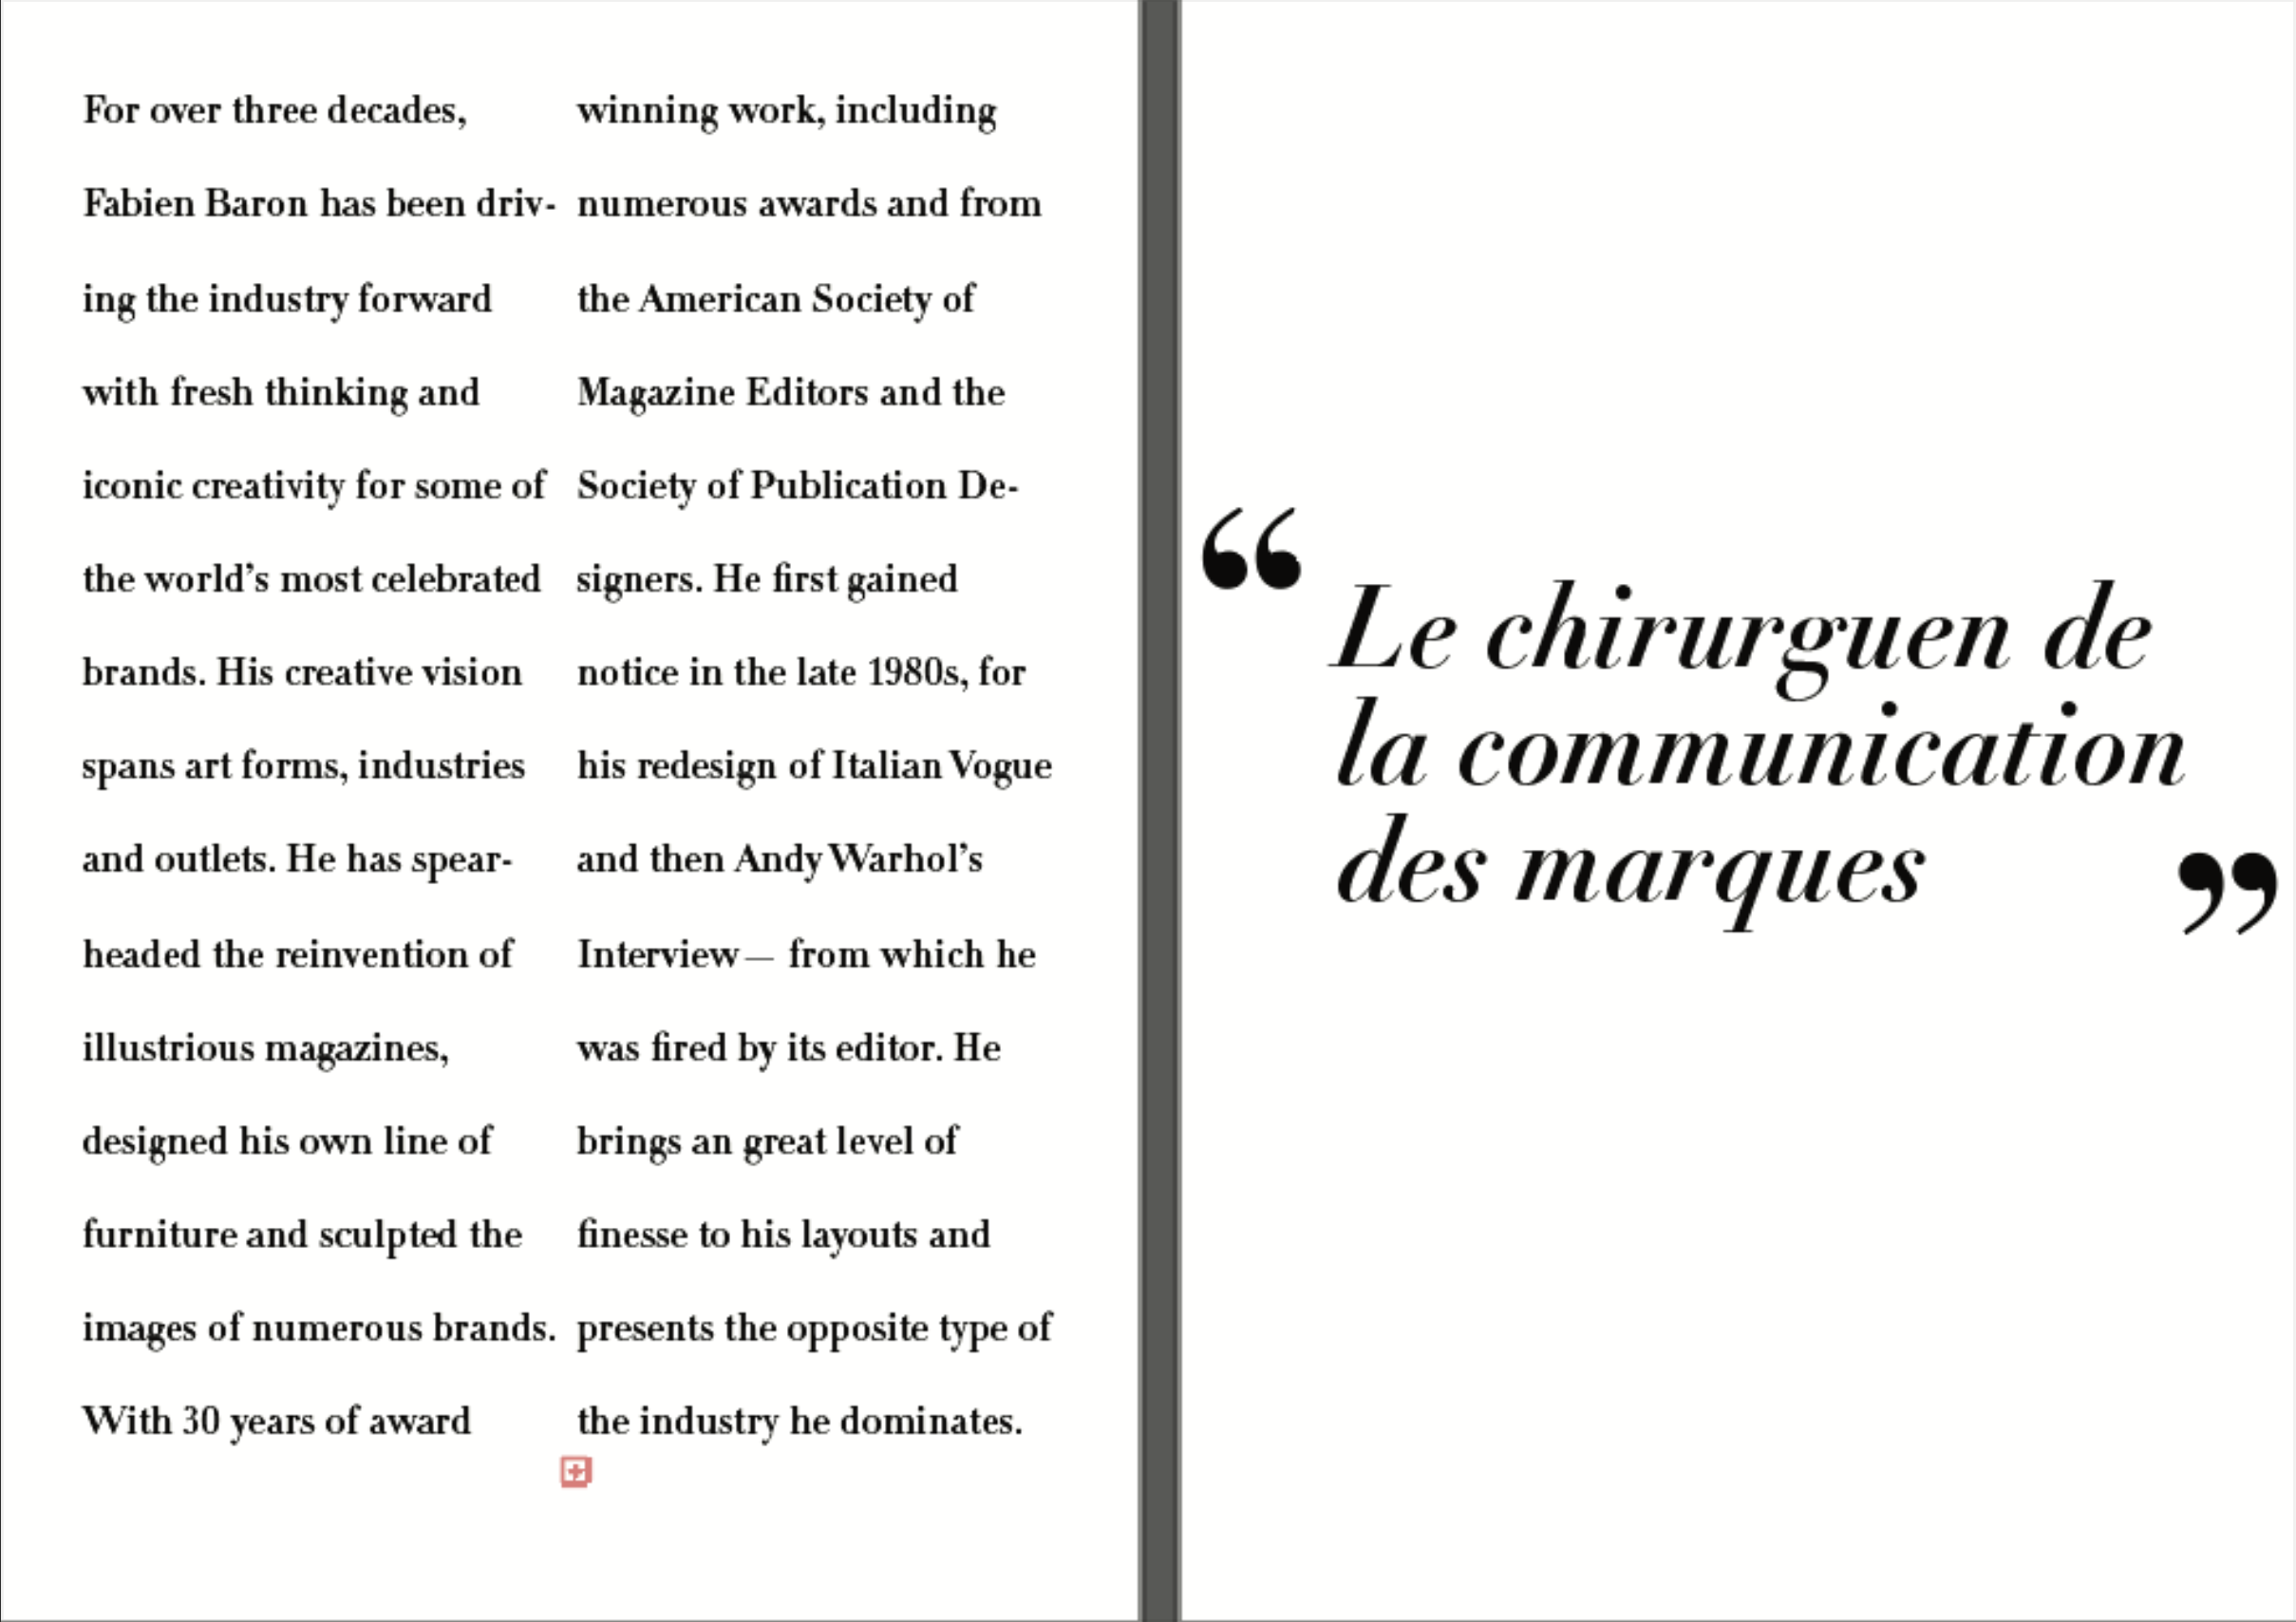 For over three decades,
Fabien Baron has been driv-
ing the industry forward
with fresh thinking and
iconic creativity for some of
the world’s most celebrated
brands. His creative vision
spans art forms, industries
and outlets. He has spear-
headed the reinvention of
illustrious magazines,
designed his own line of
furniture and sculpted the
images of numerous brands.
With 30 years of award
winning work, including
numerous awards and from
the American Society of
Magazine Editors and the
Society of Publication De-
signers. He first gained
notice in the late 1980s, for
his redesign of Italian Vogue
and then Andy Warhol’s
Interview— from which he
was fired by its editor. He
brings an great level of
finesse to his layouts and
presents the opposite type of
the industry he dominates.
“Le chirurguen de
la communication
des marques”